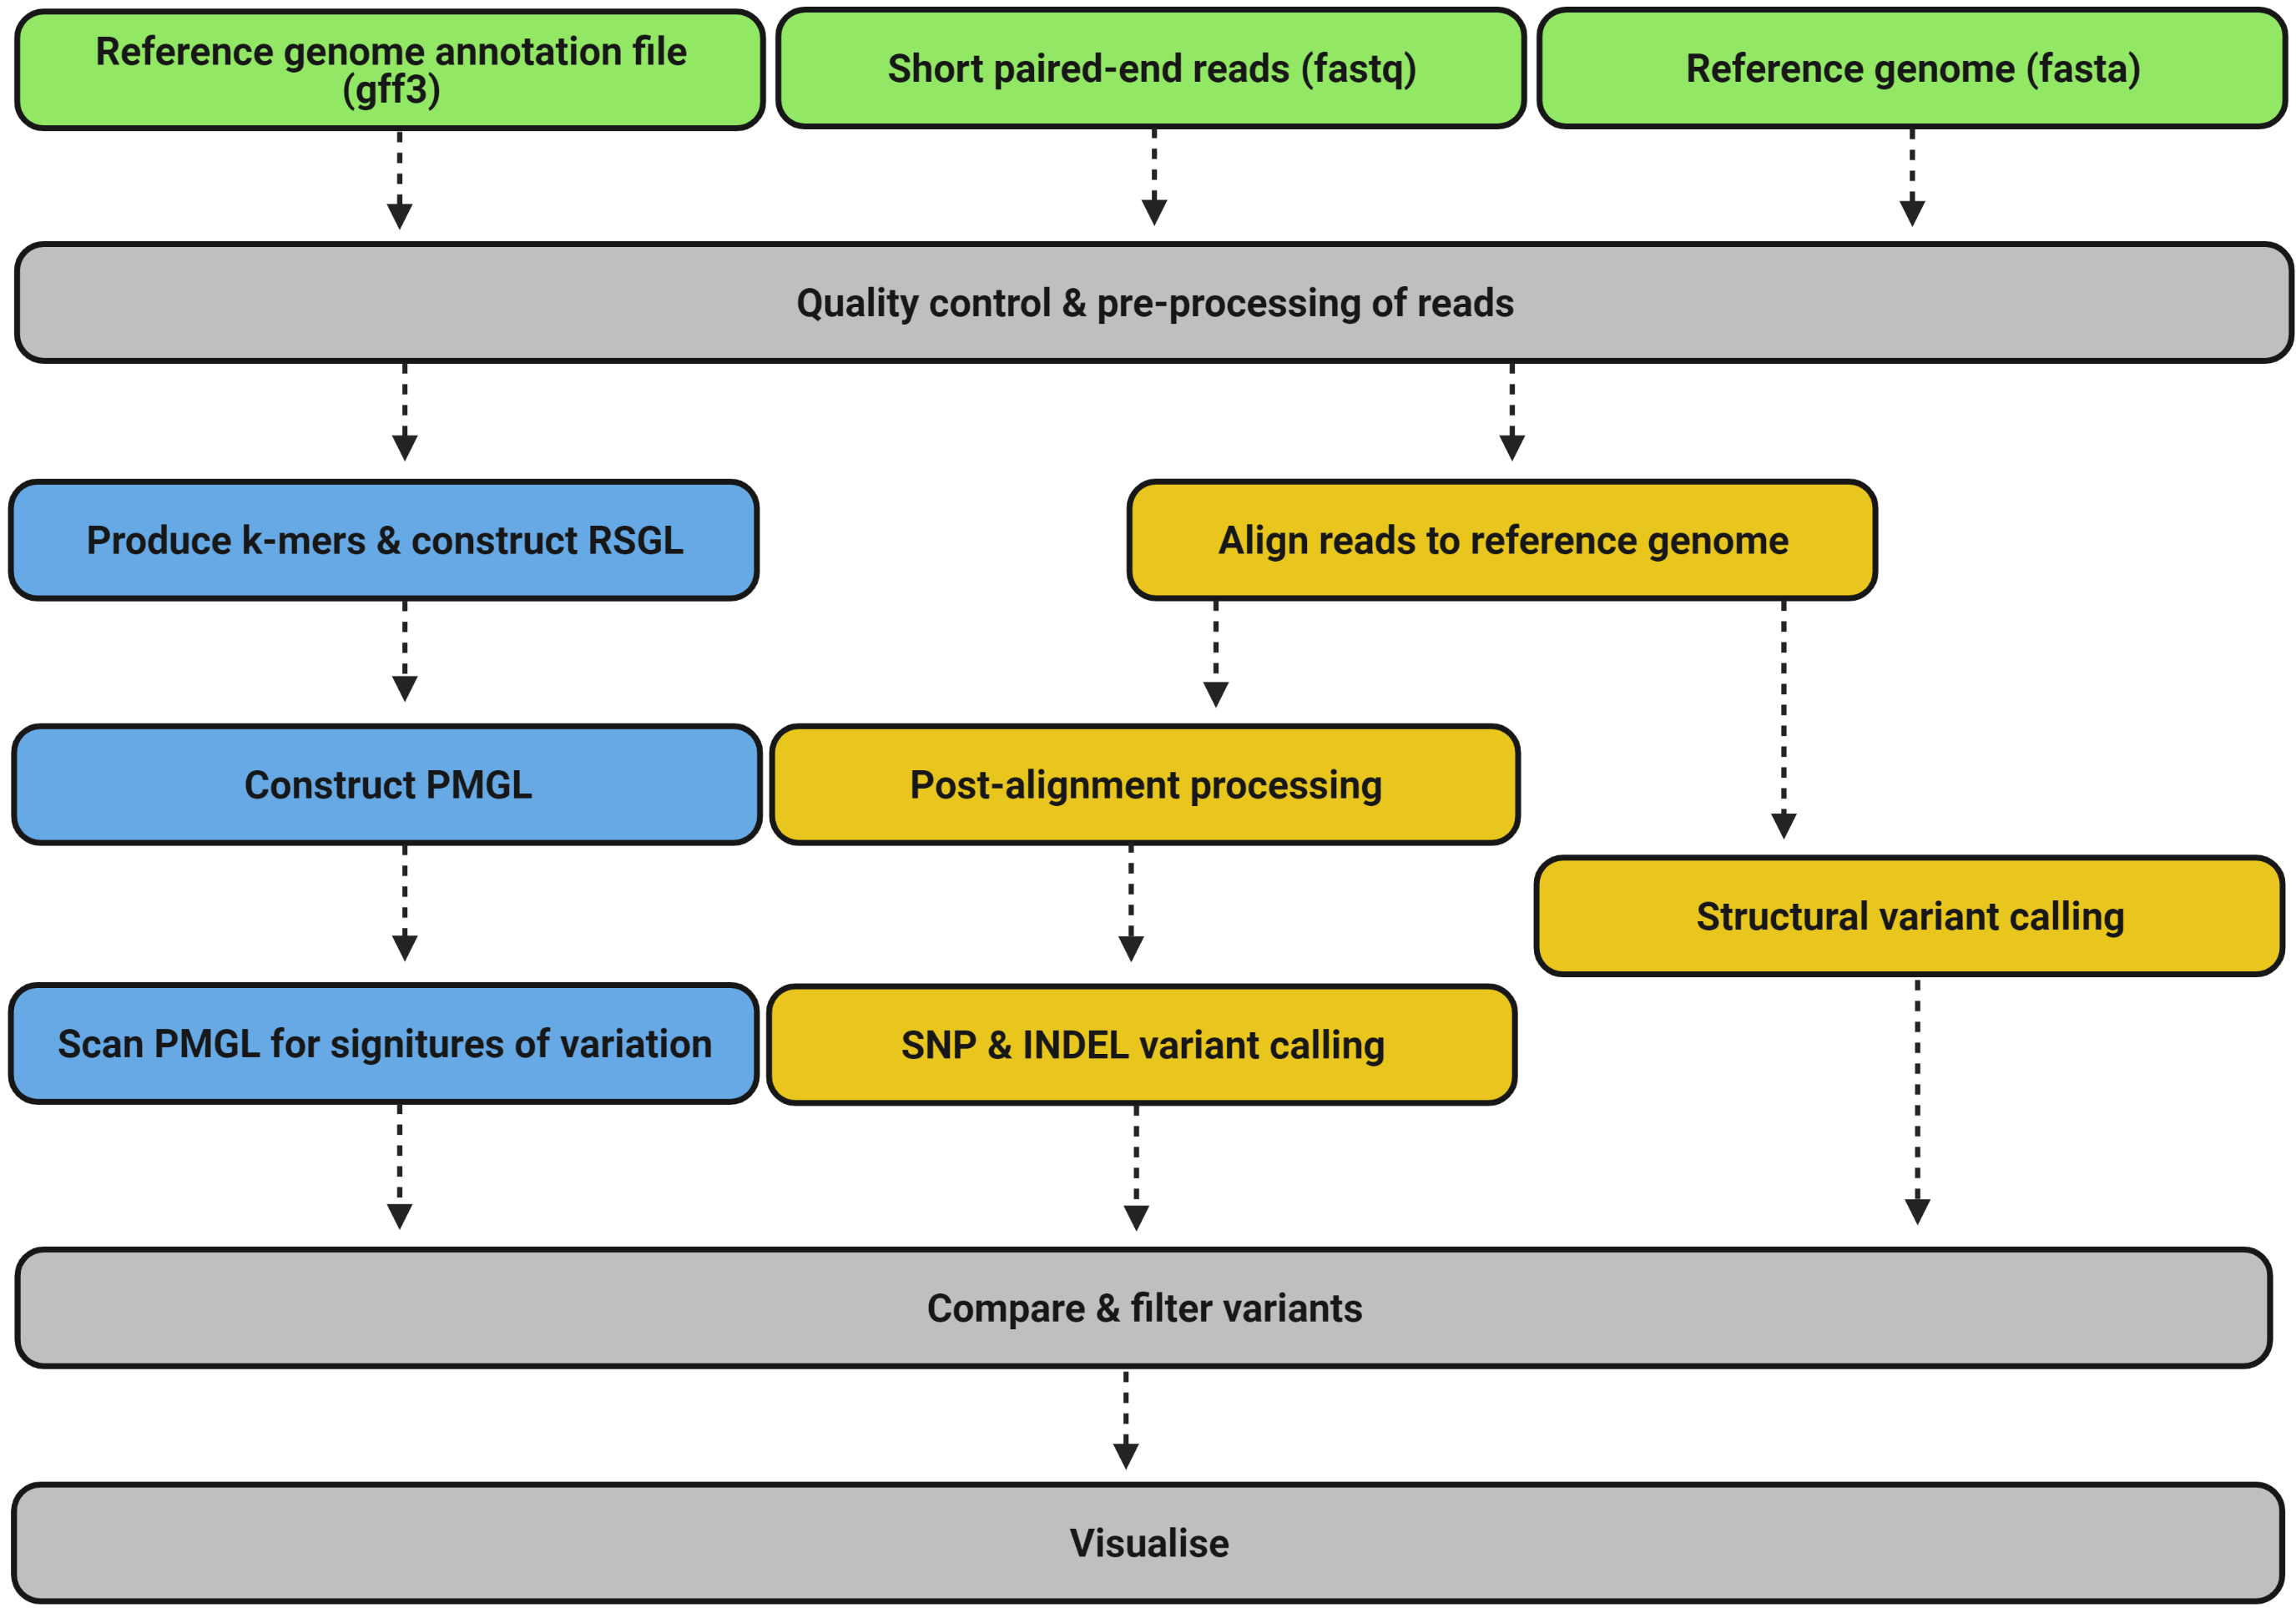 Reference genome annotation file
(gff3)
Short paired-end reads (fastq)
Reference genome (fasta)
Quality control & pre-processing of reads
Produce k-mers & construct RSGL
Align reads to reference genome
Construct PMGL
Post-alignment processing
Structural variant calling
Scan PMGL for signitures of variation
SNP & INDEL variant calling
Compare & filter variants
Visualise